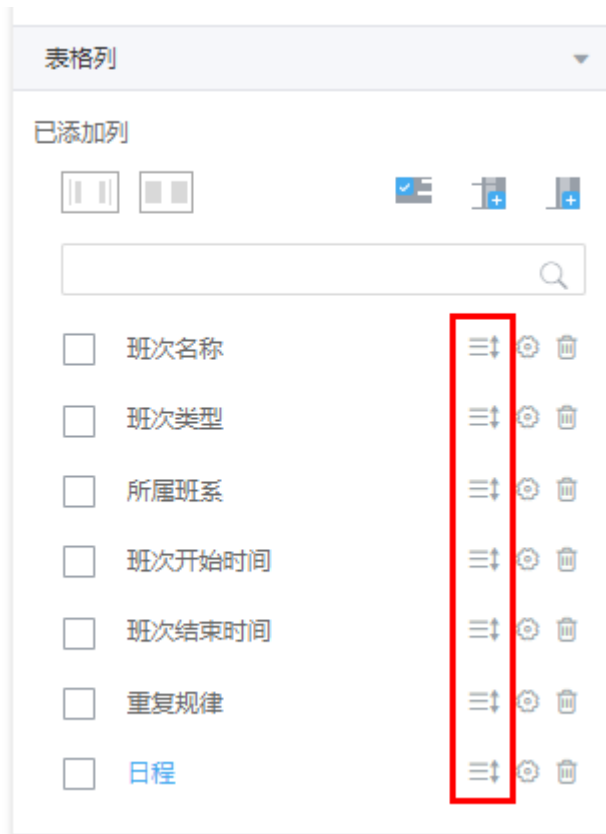 表格列
已添加列
班次名称
班次类型
所属班系
班次开始时间
班次结束时间
重复规律
日程